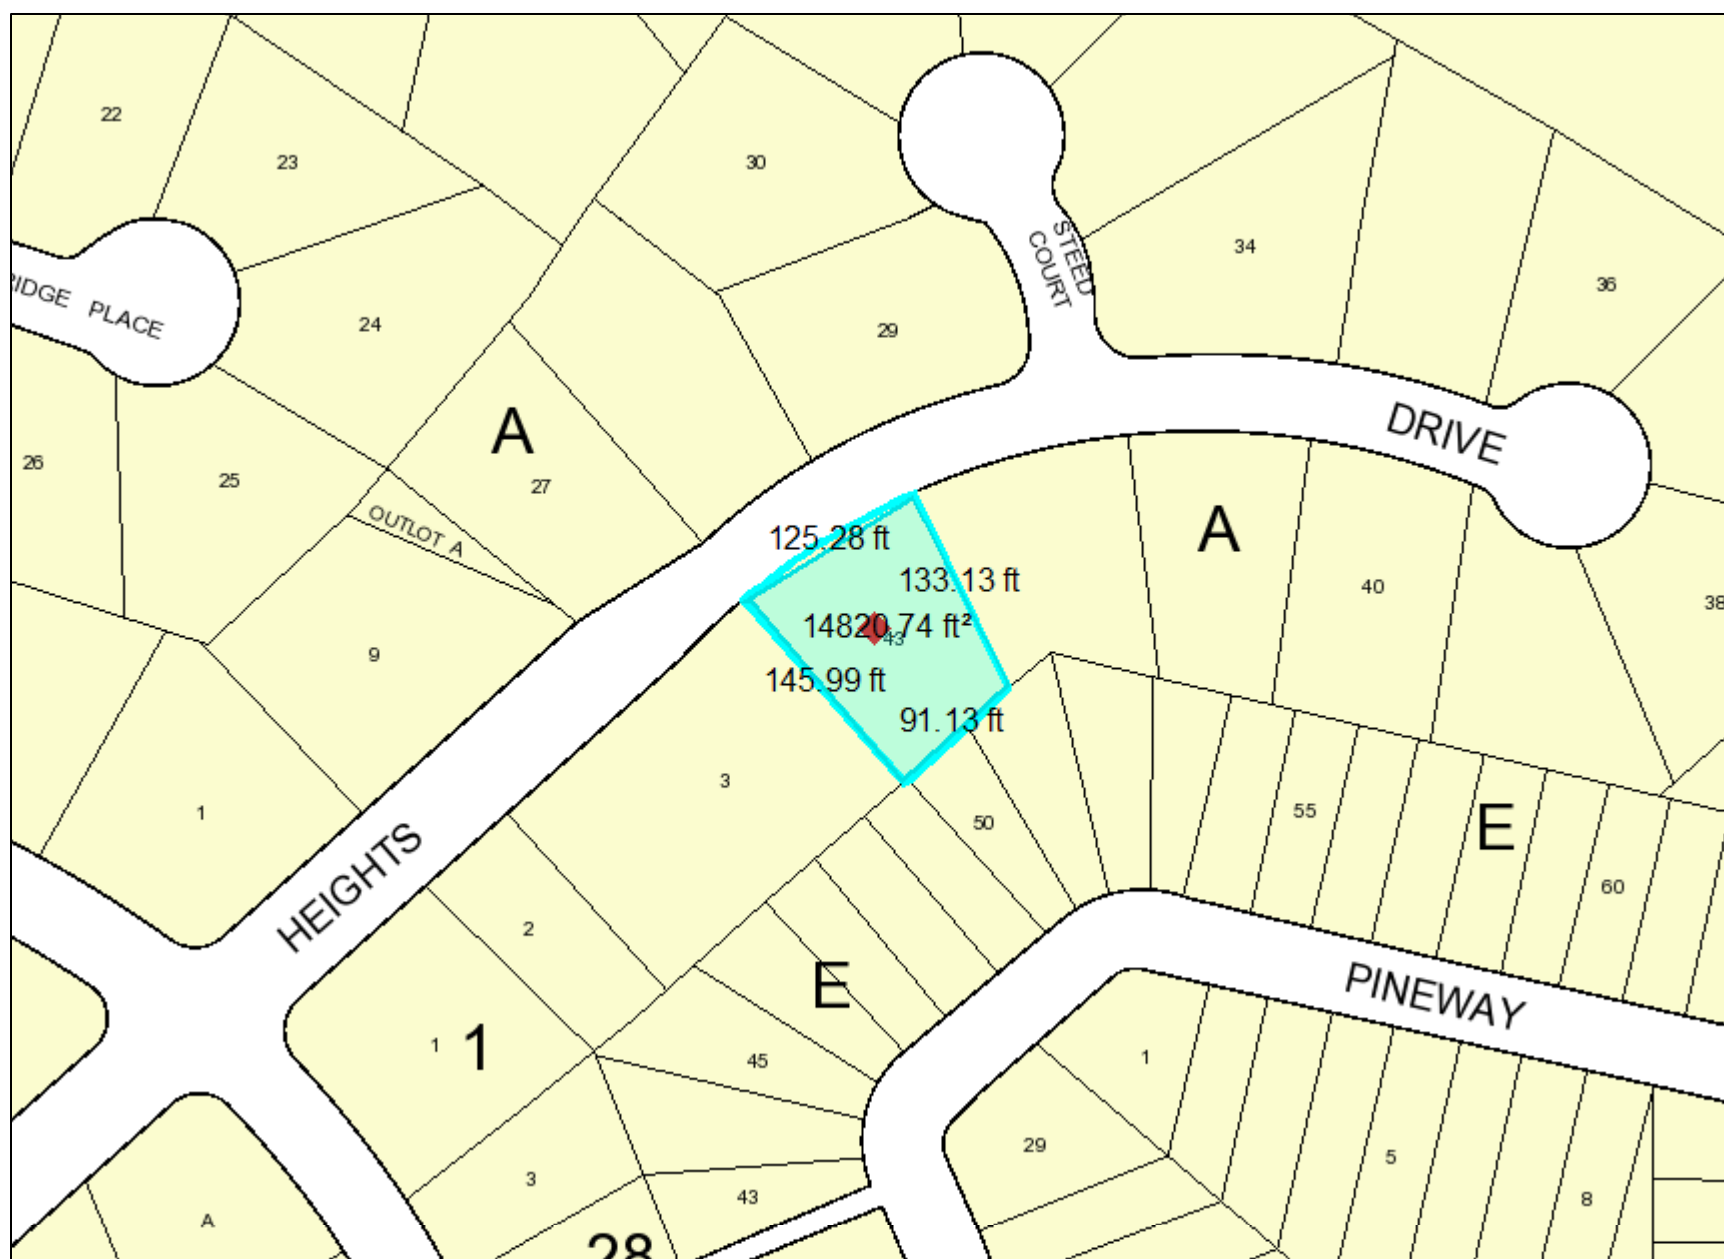 22
23
30
34
36
STEED
COURT
RIDGE PLACE
24
29
A
DRIVE
26
25
27
OUTLOT A
A
125.28 ft
133.13 ft
40
38
14820.74 ft²
43
9
145.99 ft
91.13 ft
3
1
50
55
E
60
HEIGHTS
2
E
PINEWAY
1
1
45
1
29
5
3
43
8
A
28